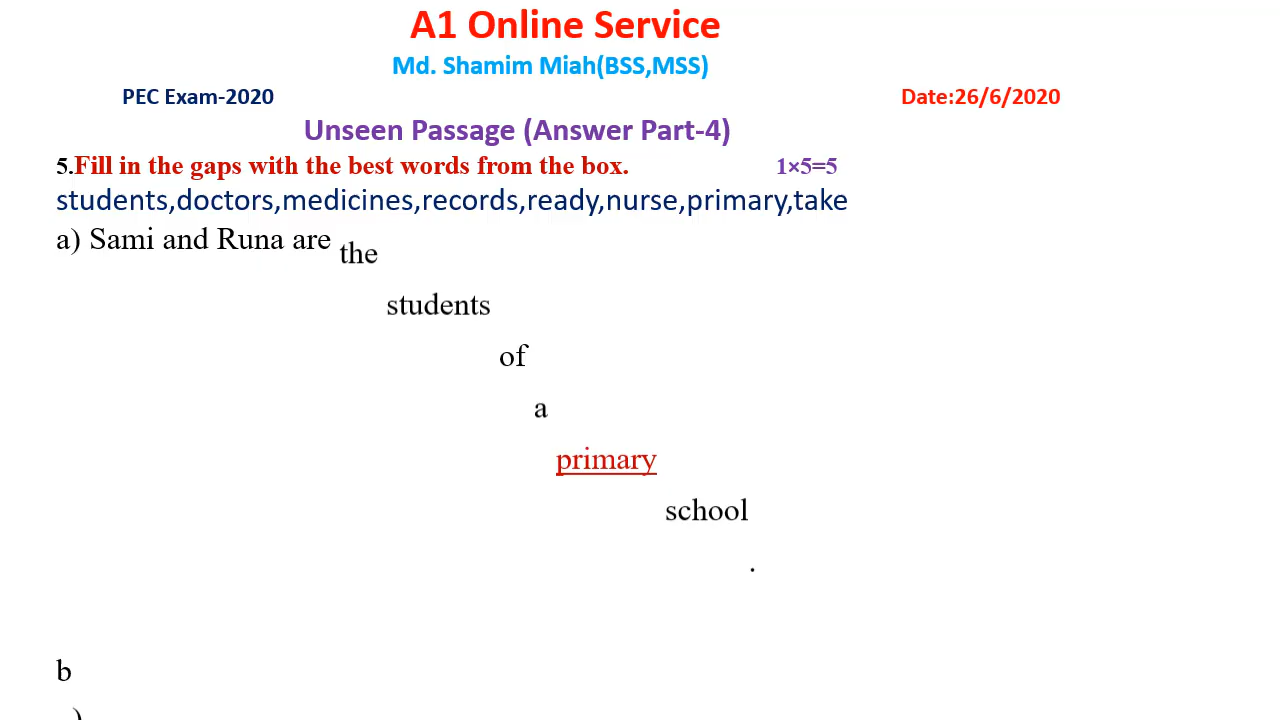 A1 Online Service
Md. Shamim Miah(BSS,MSS)
PEC Exam-2020 Date:26/6/2020
Unseen Passage (Answer Part-4)
5.Fill in the gaps with the best words from the box. 1×5=5
students,doctors,medicines,records,ready,nurse,primary,take
a) Sami and Runa are the
students
of
a
primary
school
.
b
)